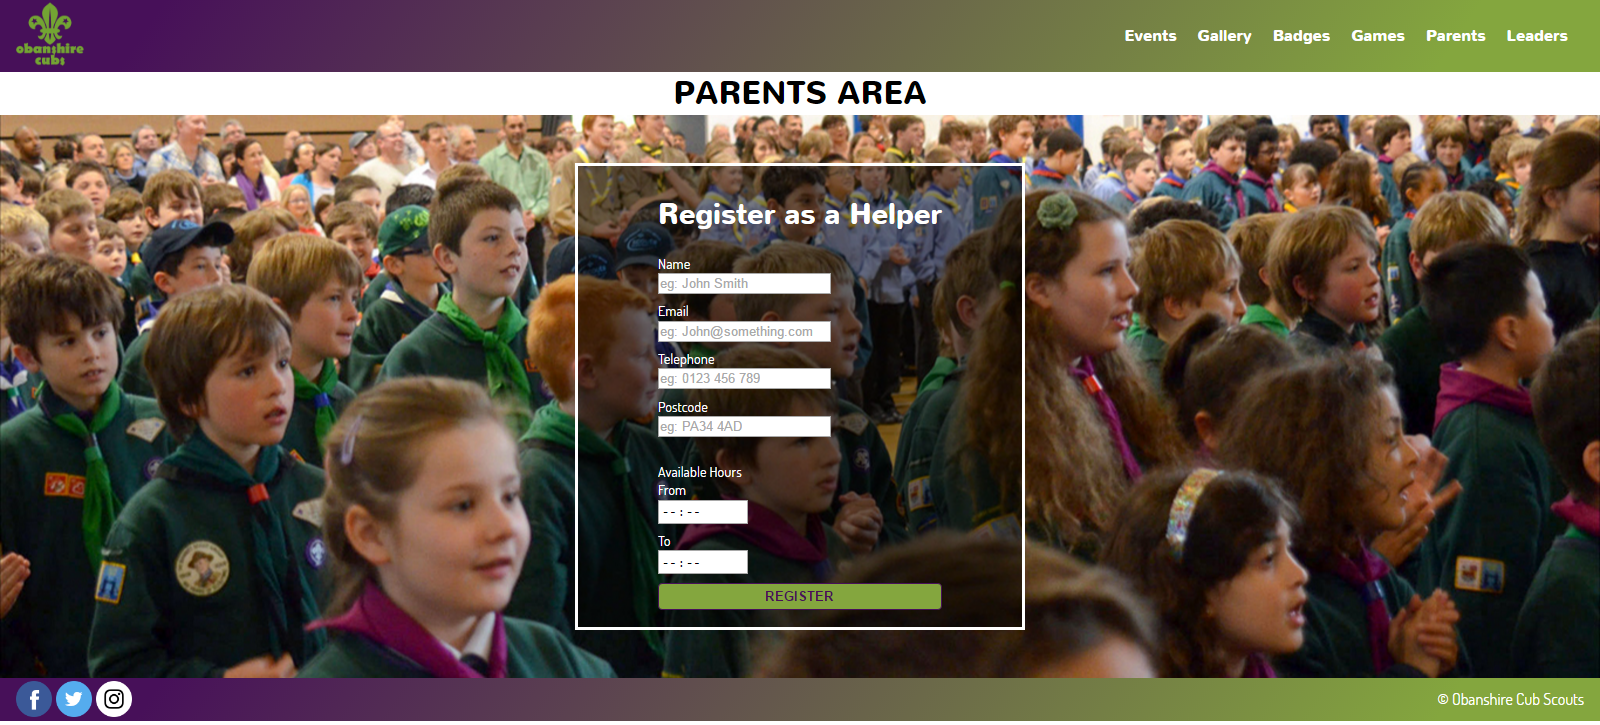 obanshire
cubs
Events Gallery Badges Games Parents Leaders
PARENTS AREA
Register as a Helper
Name
eg: John Smith
Email
eg: John@something.com
Telephone
eg: 0123 456 789
Postcode
eg: PA34 4AD
Available Hours
From
--:--
To
--:--
REGISTER
© Obanshire Cub Scouts